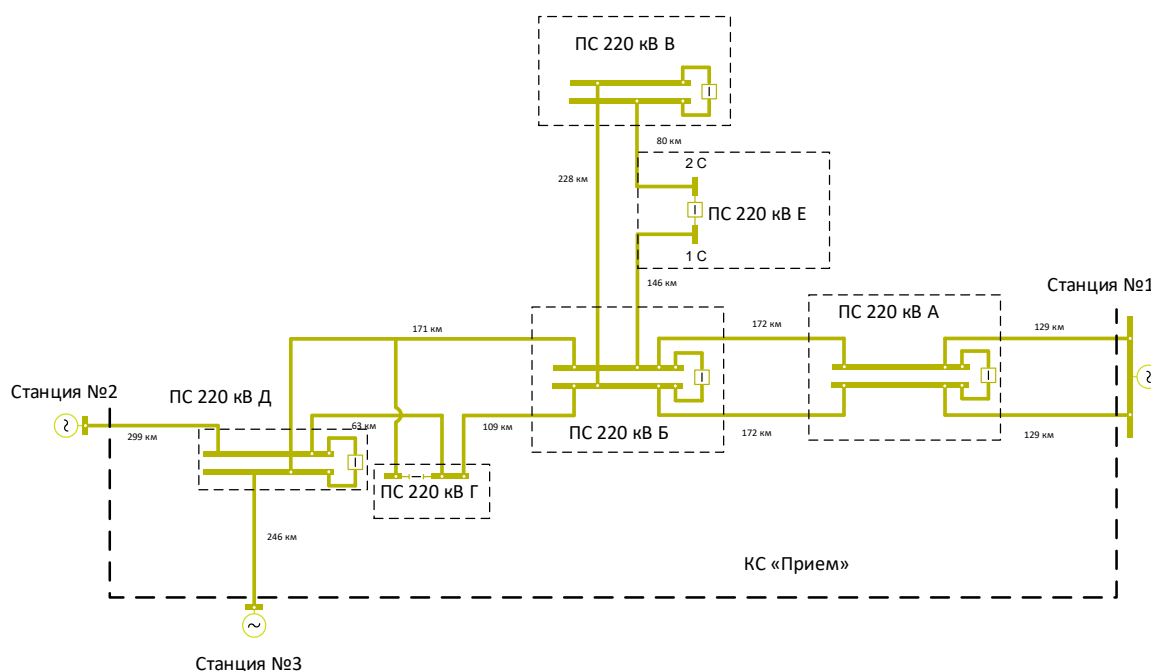 ПС 220 кВ В
80 км
2 С
228 км
ПС 220 кВ Е
1 С
146 км
Станция №1
ПС 220 кВ А
171 км
172 км
129 км
Станция №2
ПС 220 кВ Д
299 км
63 км
109 км
ПС 220 кВ Б
172 км
129 км
ПС 220 кВ Г
246 км
КС «Прием»
Станция №3